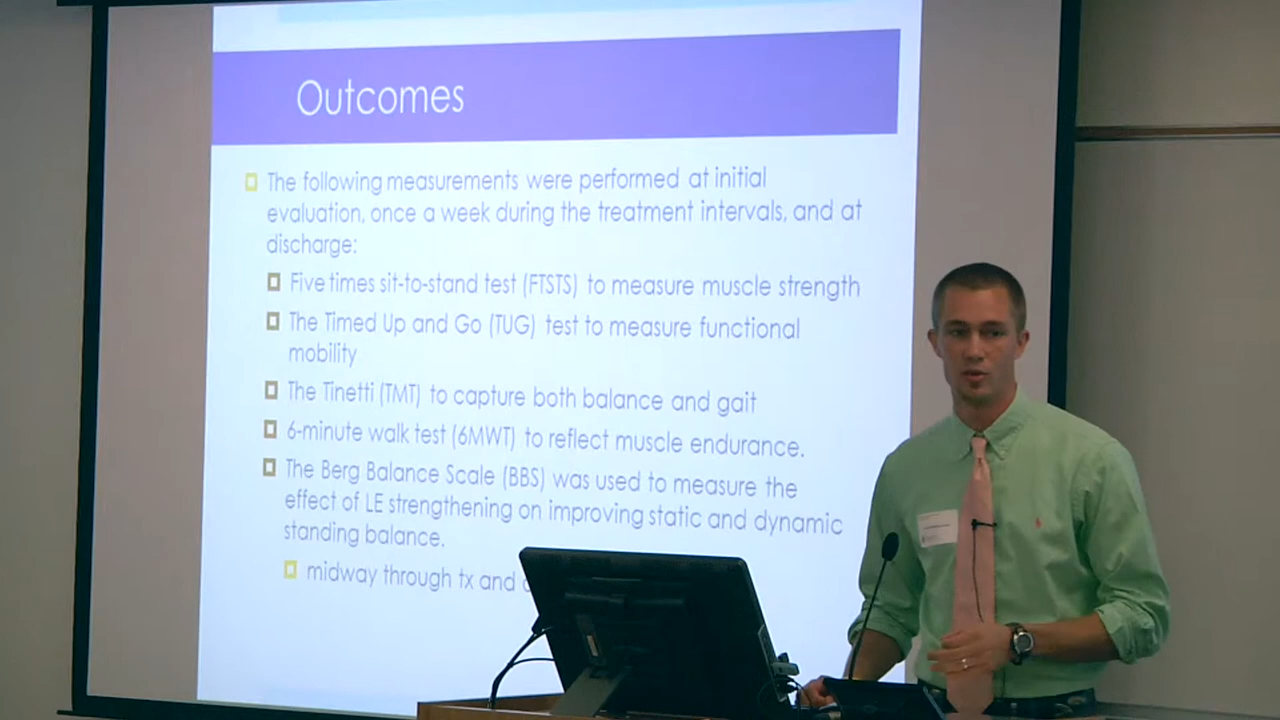 Outcomes
The following measurements were performed at initial
evaluation, once a week during the treatment intervals, and at
discharge:
Five times sit-to-stand test (FTSTS) to measure muscle strength
The Timed Up and Go (TUG) test to measure functional
mobility
The Tinetti (TMT) to capture both balance and gait
6-minute walk test (6MWT) to reflect muscle endurance.
The Berg Balance Scale (BBS) was used to measure the
effect of LE strengthening on improving static and dynamic
standing balance.
midway through tx and